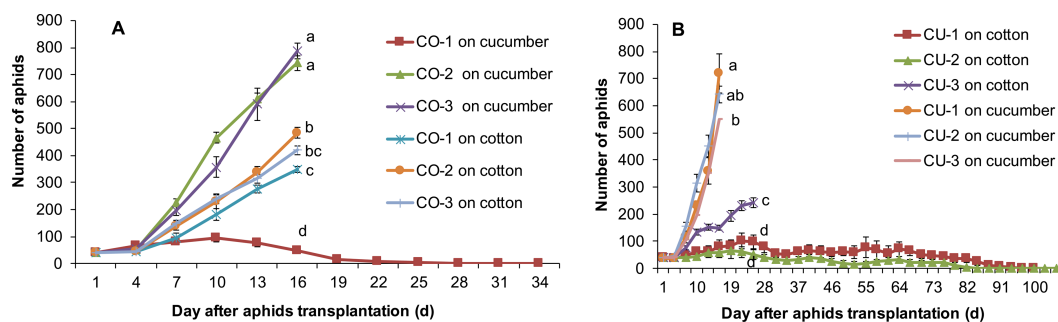 A
Number of aphids
900
800
700
600
500
400
300
200
100
0
a
a
b
bc
c
d
CO-1 on cucumber
CO-2 on cucumber
CO-3 on cucumber
CO-1 on cotton
CO-2 on cotton
CO-3 on cotton
1 4 7 10 13 16 19 22 25 28 31 34
Day after aphids transplantation (d)
B
Number of aphids
900
800
700
600
500
400
300
200
100
0
a
ab
b
c
d
d
CU-1 on cotton
CU-2 on cotton
CU-3 on cotton
CU-1 on cucumber
CU-2 on cucumber
CU-3 on cucumber
1 10 19 28 37 46 55 64 73 82 91 100
Day after aphids transplantation (d)